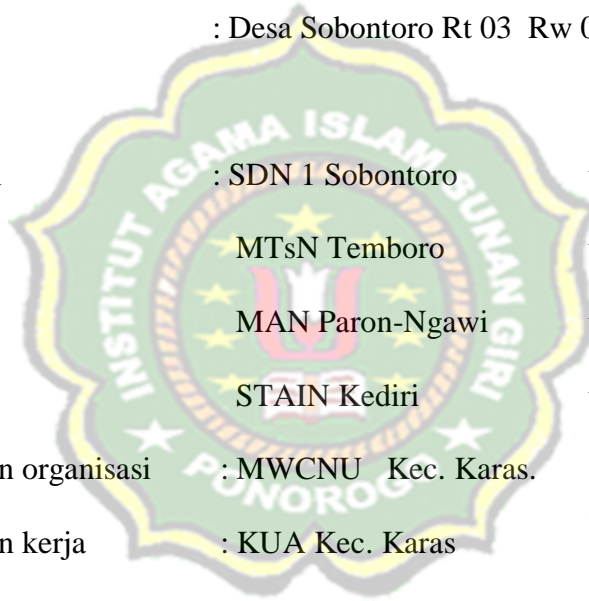 : Desa Sobontoro Rt 03 Rw 0
: SDN 1 Sobontoro
MTsN Temboro
MAN Paron-Ngawi
STAIN Kediri
n organisasi : MWCNU Kec. Karas.
n kerja : KUA Kec. Karas
INSTITUT AGAMA ISLAM SUNAN GIRI
PONOROGO